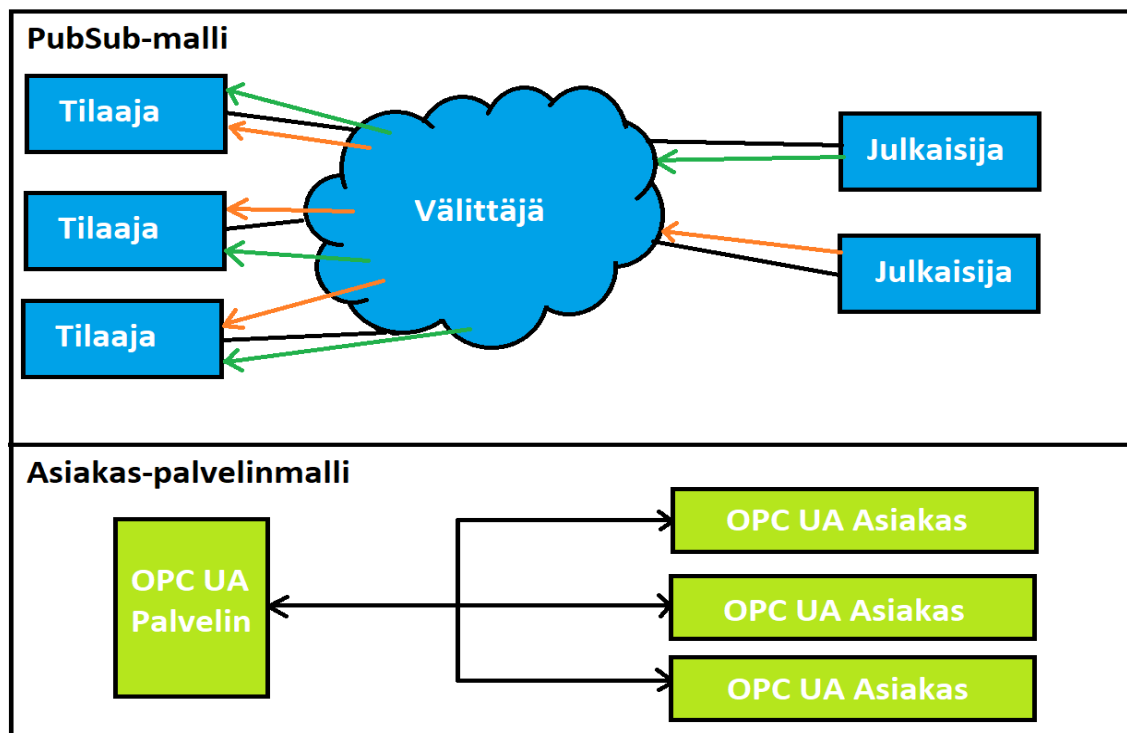 PubSub-malli
Tilaaja
Tilaaja
Tilaaja
Välittäjä
Julkaisija
Julkaisija
Asiakas-palvelinmalli
OPC UA
Palvelin
OPC UA Asiakas
OPC UA Asiakas
OPC UA Asiakas